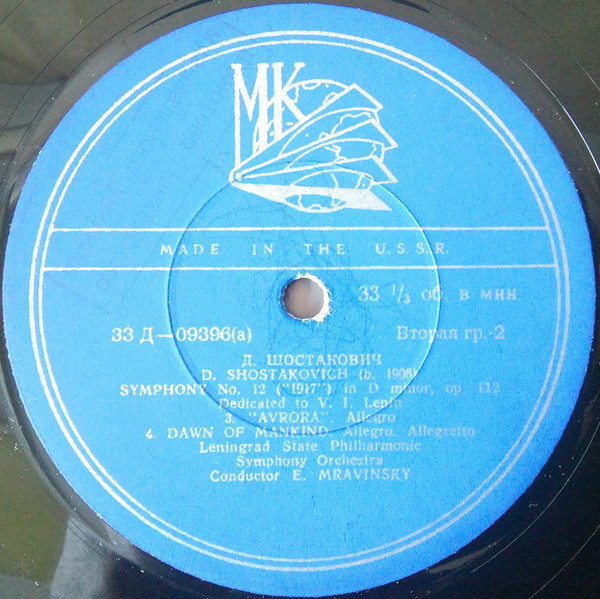 МК
MADE IN THE U.S.S.R.
33 1/3 об. в мин
33 Д—09396(а)
Вторая гр.-2
Д. ШОСТАКОВИЧ
D. SHOSTAKOVICH (b. 1906)
SYMPHONY No. 12 ("1917") in D minor, op. 112
Dedicated to V. I. Lenin
3. "AVRORA". Allegro
4. DAWN OF MANKIND. Allegro. Allegretto
Leningrad State Philharmonic
Symphony Orchestra
Conductor E. MRAVINSKY